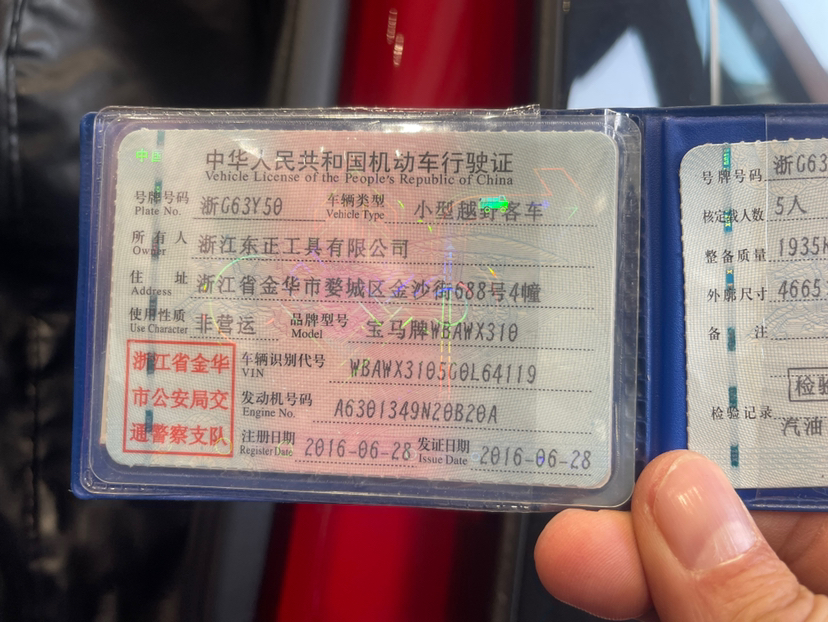 中华人民共和国机动车行驶证
Vehicle License of the People's Republic of China
号牌号码 浙G63Y50 车辆类型 小型越野客车
Plate No. Vehicle Type
所有人 浙江东正工具有限公司
Owner
住址 浙江省金华市婺城区金沙街688号4幢
Address
使用性质 非营运 品牌型号 宝马牌WBAWX310
Use Character Model
浙江省金华
市公安局交
通警察支队
车辆识别代号 WBAWX3105G0L64119
VIN
发动机号码 A6301349N20B20A
Engine No.
注册日期 2016-06-28 发证日期 2016-06-28
Register Date Issue Date
号牌号码 浙G63
核定载人数 5人
整备质量 1935
外廓尺寸 4665
备注
检验记录
汽油